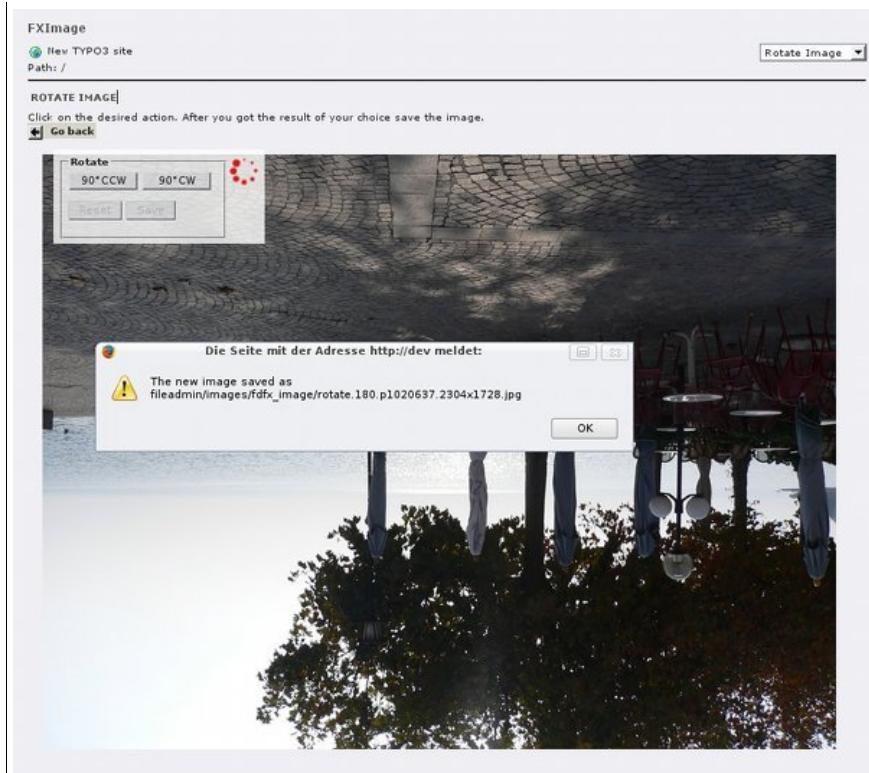 FXImage
New TYPO3 site
Rotate Image
Path: /
ROTATE IMAGE
Click on the desired action. After you got the result of your choice save the image.
Go back
Rotate
90°CCW 90°CW
Reset Save
Die Seite mit der Adresse http://dev meldet:
The new image saved as
fileadmin/images/fdfx_image/rotate.180.p1020637.2304x1728.jpg
OK